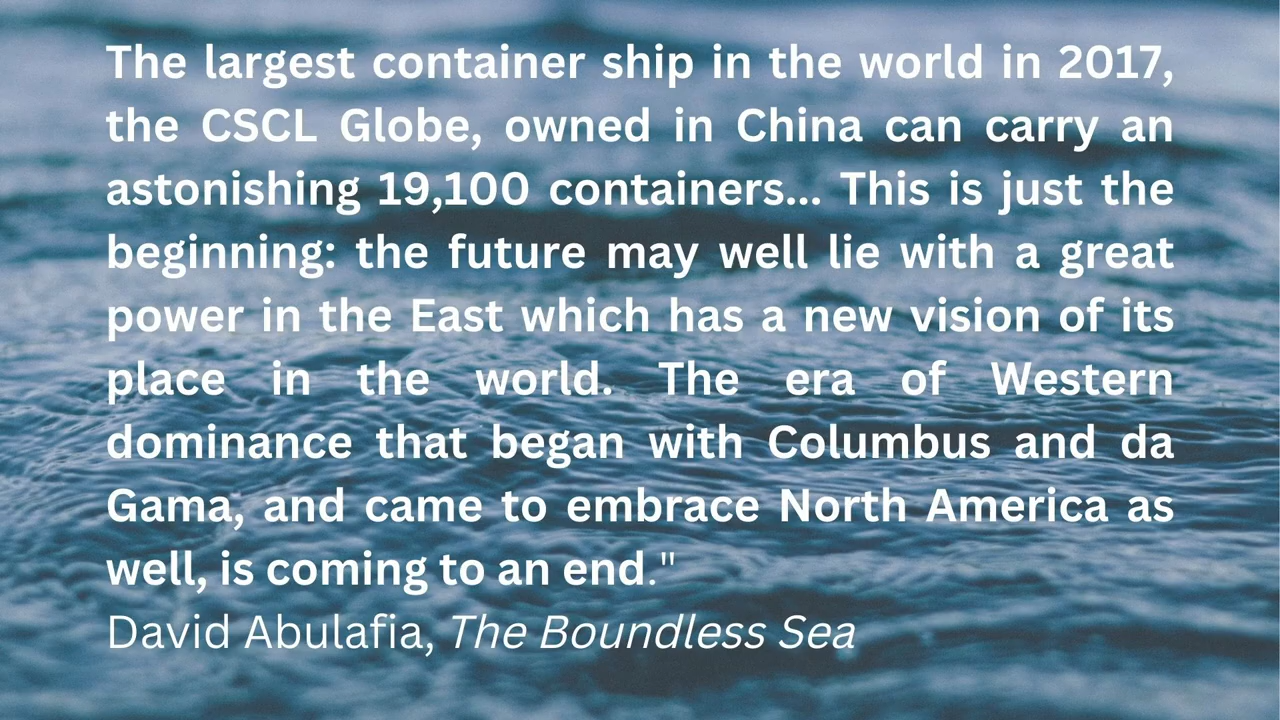 The largest container ship in the world in 2017,
the CSCL Globe, owned in China can carry an
astonishing 19,100 containers... This is just the
beginning: the future may well lie with a great
power in the East which has a new vision of its
place in the world. The era of Western
dominance that began with Columbus and da
Gama, and came to embrace North America as
well, is coming to an end."
David Abulafia, The Boundless Sea